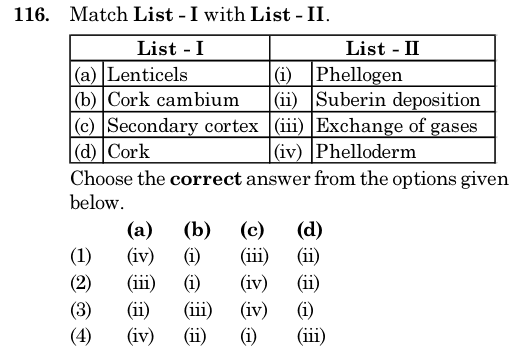 116. Match List - I with List - II.
List - I List - II
(a) Lenticels (i) Phellogen
(b) Cork cambium (ii) Suberin deposition
(c) Secondary cortex (iii) Exchange of gases
(d) Cork (iv) Phelloderm
Choose the correct answer from the options given
below.
(a) (b) (c) (d)
(1) (iv) (i) (iii) (ii)
(2) (iii) (i) (iv) (ii)
(3) (ii) (iii) (iv) (i)
(4) (iv) (ii) (i) (iii)